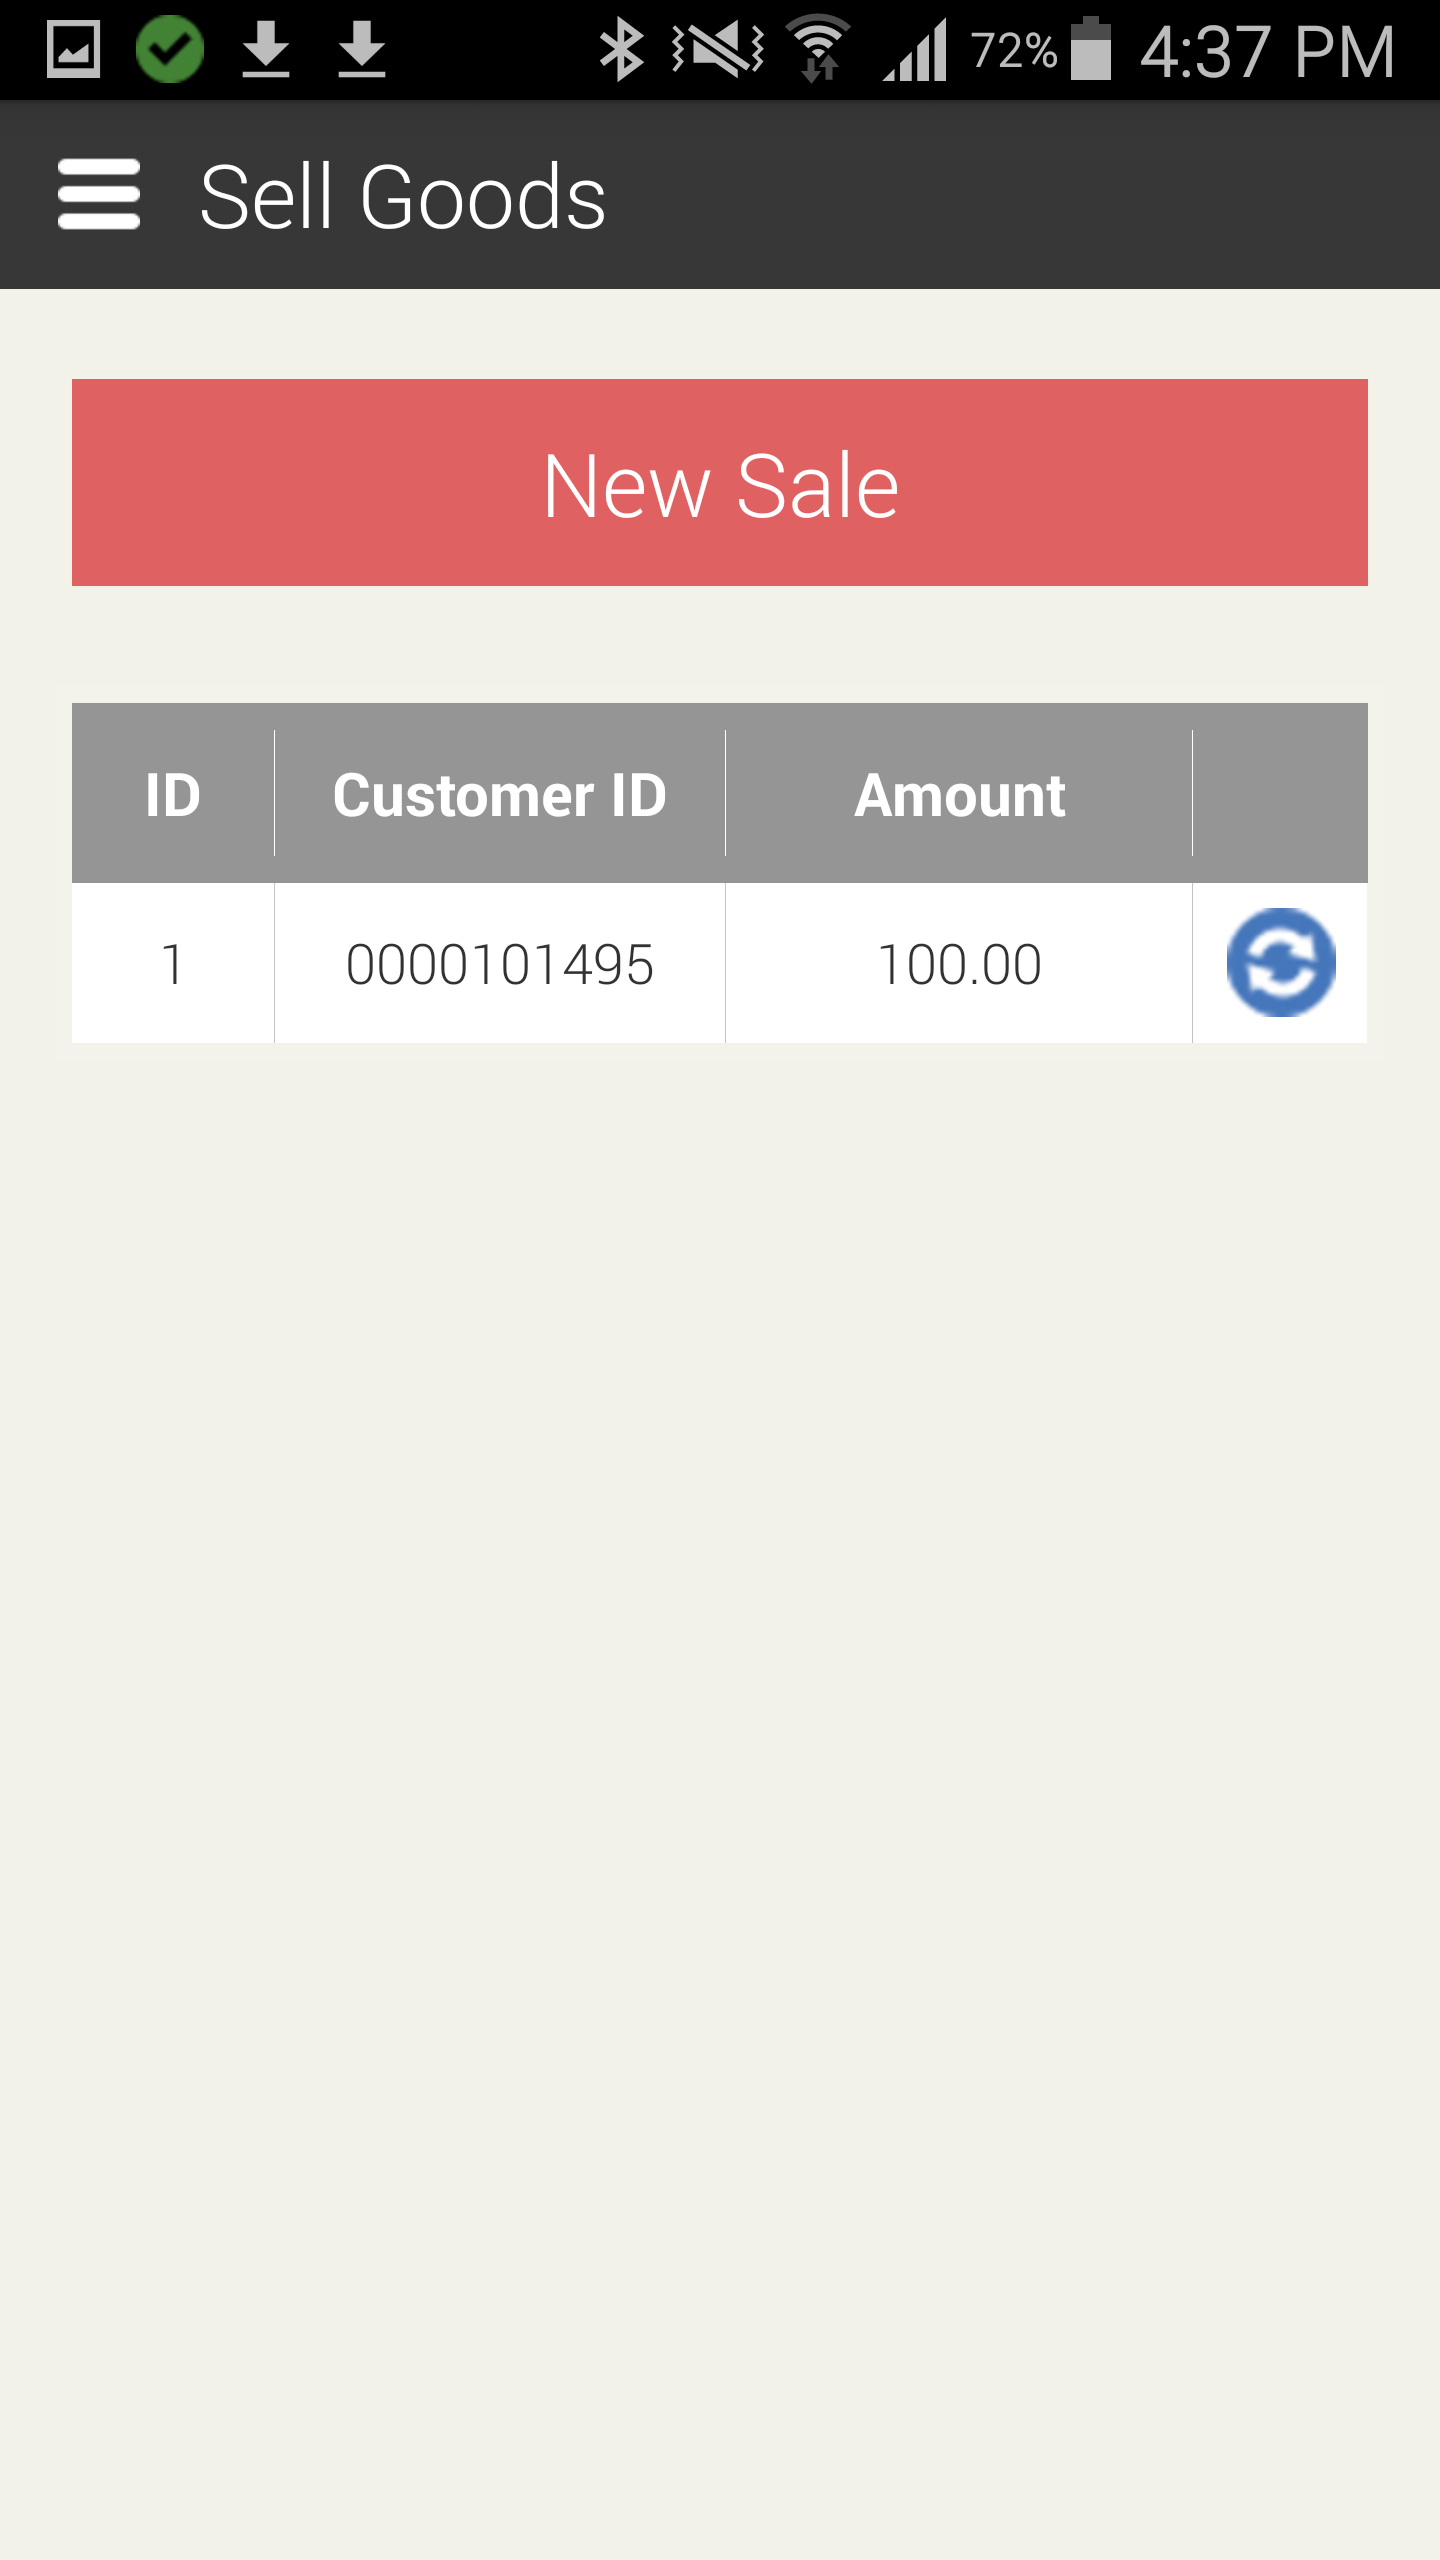 72% 4:37 PM
Sell Goods
New Sale
ID Customer ID Amount
1 0000101495 100.00